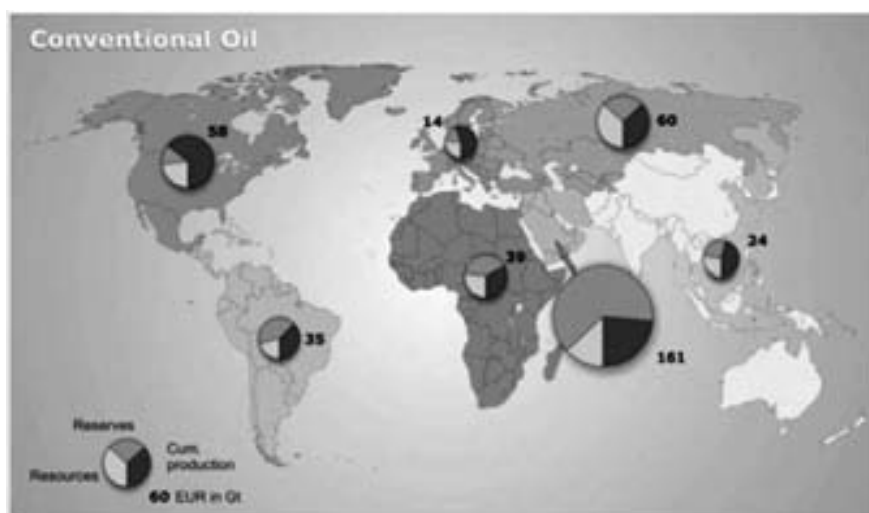 Conventional Oil
58
14
60
39
24
35
161
Reserves
Cum.
production
Resources
60 EUR in Gt